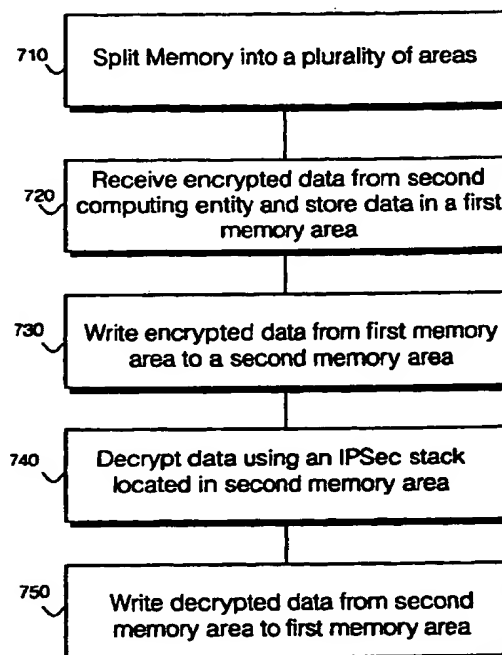 710
Split Memory into a plurality of areas
720
Receive encrypted data from second
computing entity and store data in a first
memory area
730
Write encrypted data from first memory
area to a second memory area
740
Decrypt data using an IPSec stack
located in second memory area
750
Write decrypted data from second
memory area to first memory area